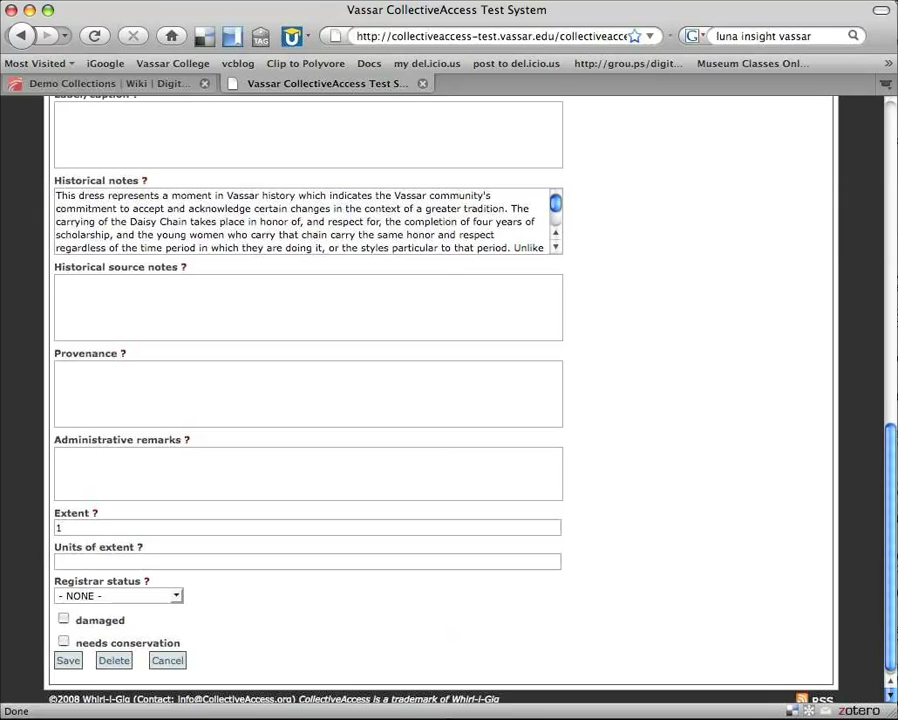 Vassar CollectiveAccess Test System
http://collectiveaccess-test.vassar.edu/collectiveacce
luna insight vassar
Most Visited
iGoogle
Vassar College
vcblog
Clip to Polyvore
Docs
my del.icio.us
post to del.icio.us
http://grou.ps/digit...
Museum Classes Onl...
Demo Collections | Wiki | Digit...
Vassar CollectiveAccess Test S...
Label/caption ?
Historical notes ?
This dress represents a moment in Vassar history which indicates the Vassar community's
commitment to accept and acknowledge certain changes in the context of a greater tradition. The
carrying of the Daisy Chain takes place in honor of, and respect for, the completion of four years of
scholarship, and the young women who carry that chain carry the same honor and respect
regardless of the time period in which they are doing it, or the styles particular to that period. Unlike
Historical source notes ?
Provenance ?
Administrative remarks ?
Extent ?
1
Units of extent ?
Registrar status ?
- NONE -
damaged
needs conservation
Save Delete Cancel
©2008 Whirl-i-Gig (Contact: info@CollectiveAccess.org) CollectiveAccess is a trademark of Whirl-i-Gig
RSS
Done
zotero